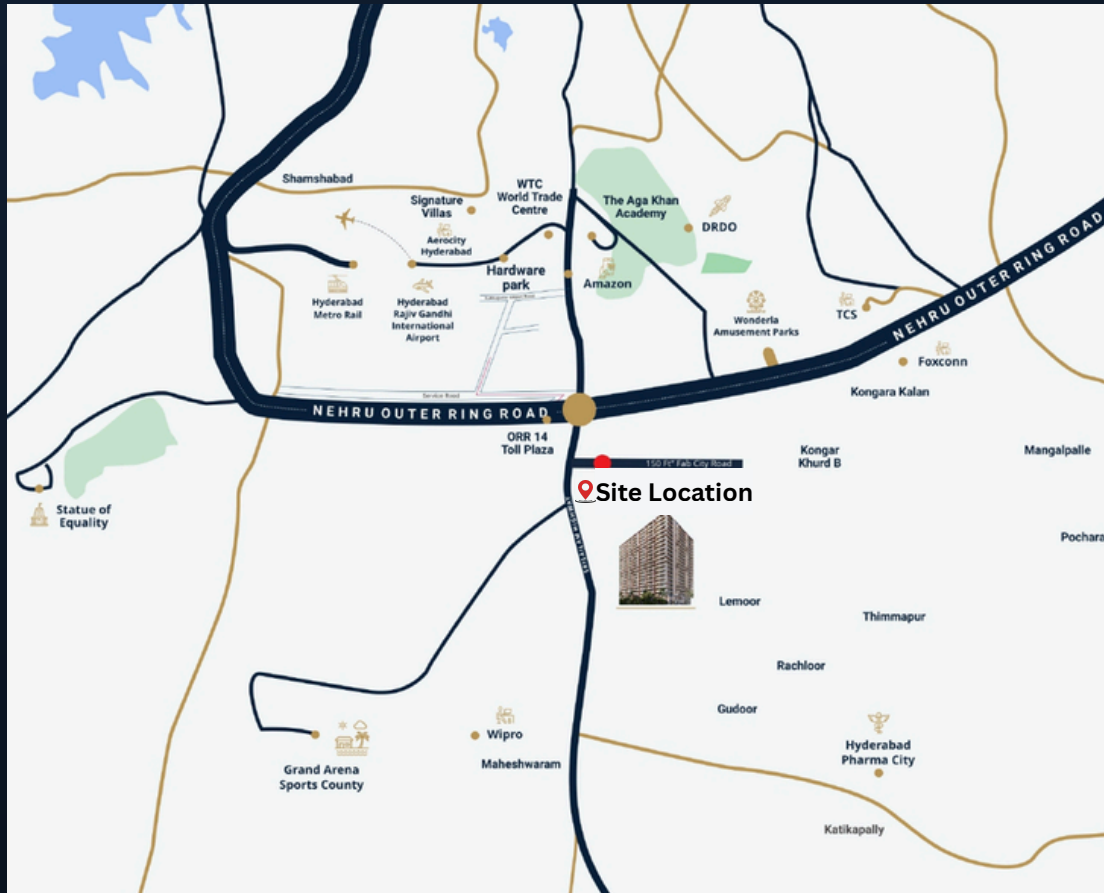 Shamshabad
Signature
Villas
WTC
World Trade
Centre
The Aga Khan
Academy
DRDO
Aerocity
Hyderabad
Hardware
park
Amazon
Hyderabad
Metro Rail
Hyderabad
Rajiv Gandhi
International
Airport
Wonderla
Amusement Parks
TCS
NEHRU OUTER RING ROAD
Foxconn
Kongara Kalan
Service Road
NEHRU OUTER RING ROAD
ORR 14
Toll Plaza
150 Ft" Fab City Road
Kongar
Khurd B
Mangalpalle
Site Location
Statue of
Equality
Pochara
Lemoor
Thimmapur
Rachloor
Gudoor
Wipro
Maheshwaram
Grand Arena
Sports County
Hyderabad
Pharma City
Katikapally